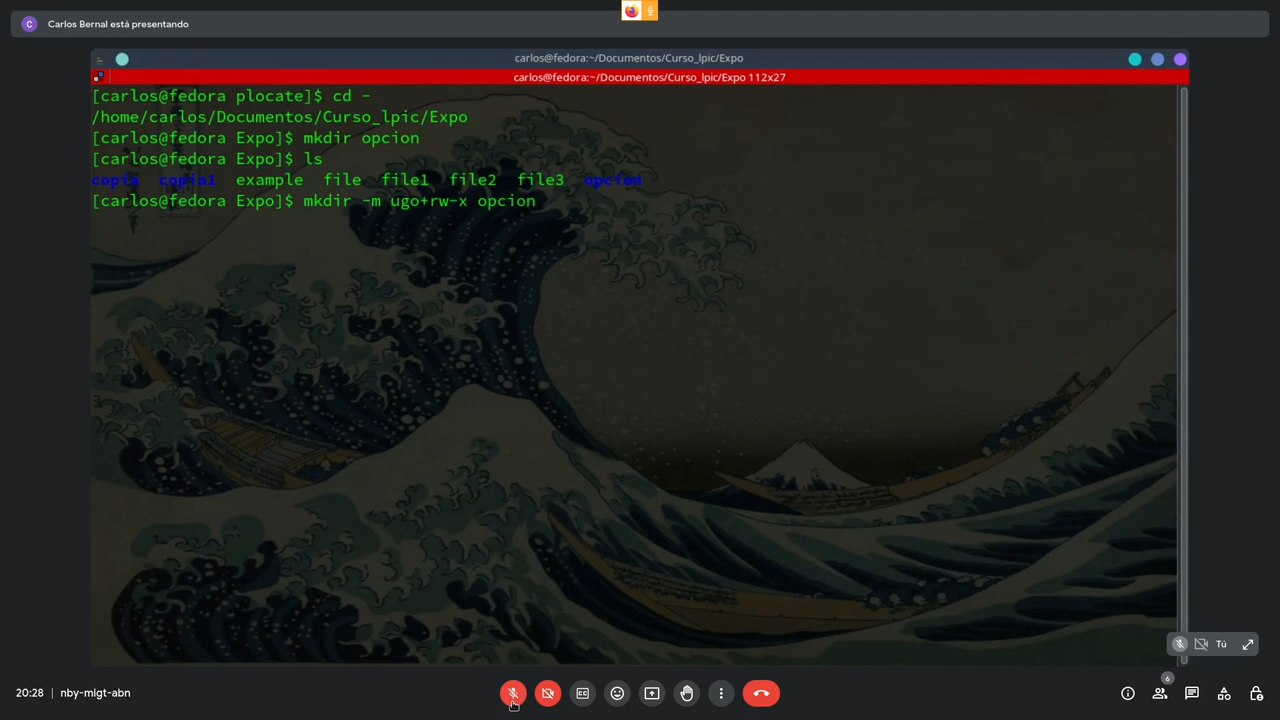 C Carlos Bernal está presentando
carlos@fedora:~/Documentos/Curso_lpic/Expo
carlos@fedora:~/Documentos/Curso_lpic/Expo 112x27
[carlos@fedora plocate]$ cd -
/home/carlos/Documentos/Curso_lpic/Expo
[carlos@fedora Expo]$ mkdir opcion
[carlos@fedora Expo]$ ls
copia copia1 example file file1 file2 file3 opcion
[carlos@fedora Expo]$ mkdir -m ugo+rw-x opcion
Tú
6
20:28 | nby-migt-abn